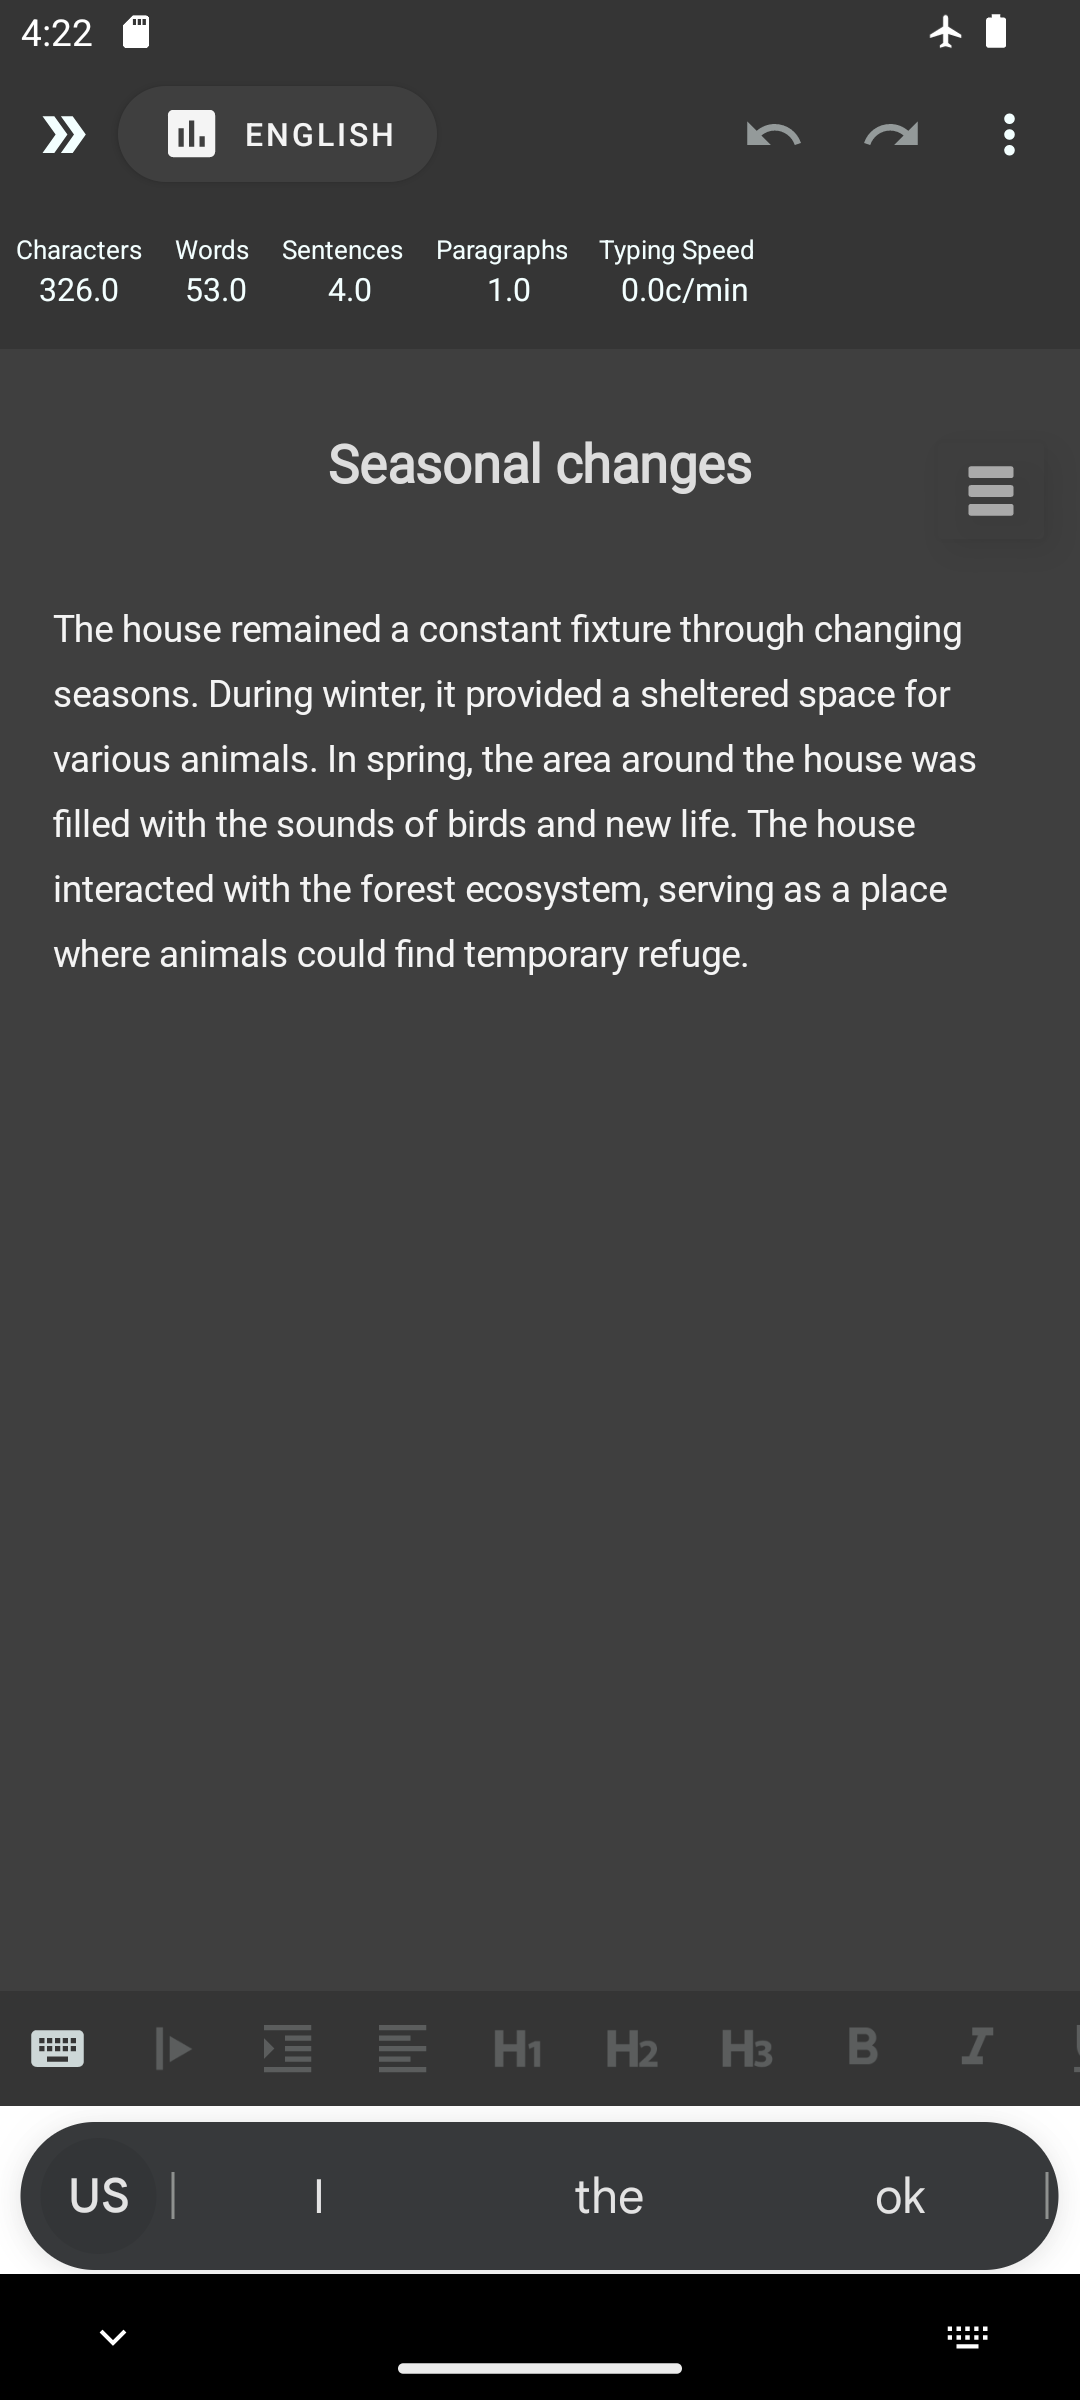 4:22
ENGLISH
Characters Words Sentences Paragraphs Typing Speed
326.0 53.0 4.0 1.0 0.0c/min
Seasonal changes
The house remained a constant fixture through changing
seasons. During winter, it provided a sheltered space for
various animals. In spring, the area around the house was
filled with the sounds of birds and new life. The house
interacted with the forest ecosystem, serving as a place
where animals could find temporary refuge.
H1 H2 H3 B I U
US I the ok